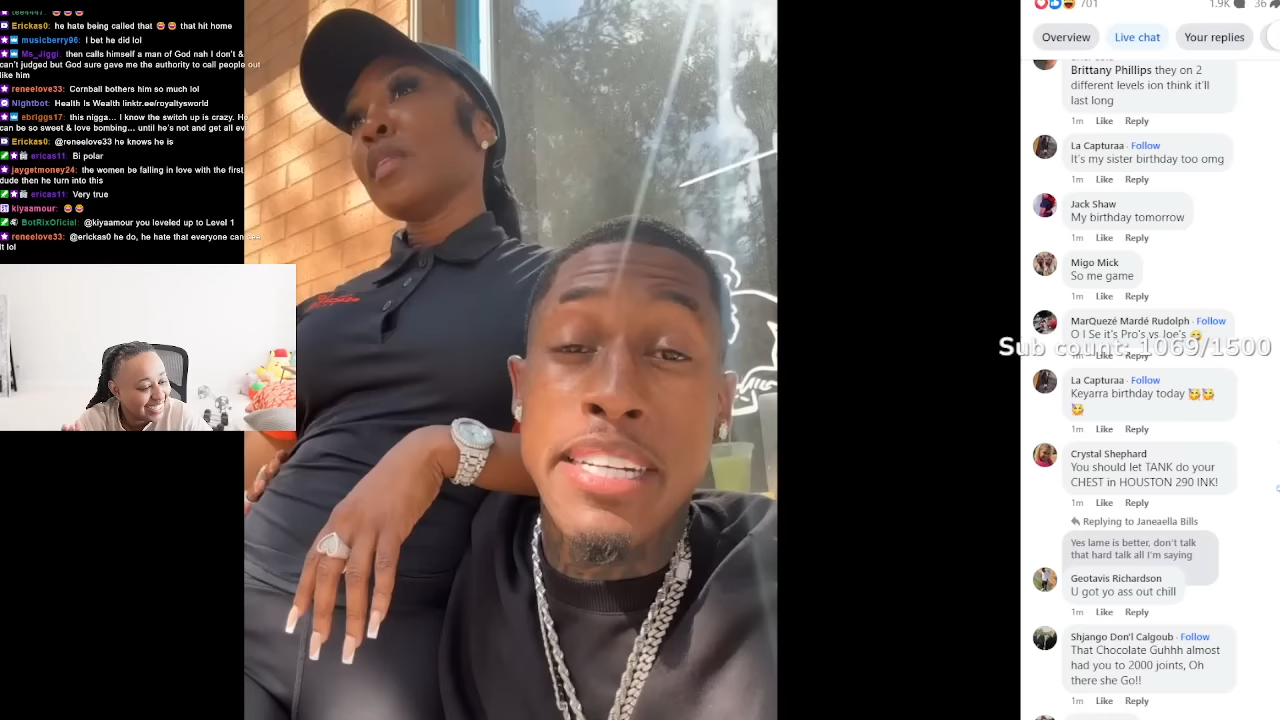 Erickas0: he hate being called that that hit home
musicberry96: I bet he did lol
Ms_Jiggi: then calls himself a man of God nah I don't &
can't judged but God sure gave me the authority to call people out
like him
reneelove33: Cornball bothers him so much lol
Nightbot: Health Is Wealth linktr.ee/royaltysworld
ebriggs17: this nigga... I know the switch up is crazy. He
can be so sweet & love bombing... until he's not and get all ev
Erickas0: @reneelove33 he knows he is
ericas11: Bi polar
jaygetmoney24: the women be falling in love with the first
dude then he turn into this
ericas11: Very true
kiyaamour:
BotRixOficial: @kiyaamour you loveled up to Level 1
reneelove33: @erickas0 he do, he hate that everyone can see
it lol
701
1.9K
36
Overview
Live chat
Your replies
Brittany Phillips they on 2
different levels ion think it'll
last long
1m Like Reply
La Capturaa · Follow
It's my sister birthday too omg
1m Like Reply
Jack Shaw
My birthday tomorrow
1m Like Reply
Migo Mick
So me game
1m Like Reply
MarQuezé Mardé Rudolph · Follow
O I Se it's Pro's vs Joe's
Sub count: 1069/1500
1m Like Reply
La Capturaa · Follow
Keyarra birthday today
1m Like Reply
Crystal Shephard
You should let TANK do your
CHEST in HOUSTON 290 INK!
1m Like Reply
Replying to Janeaella Bills
Yes lame is better, don't talk
that hard talk all I'm saying
Geotavis Richardson
U got yo ass out chill
1m Like Reply
Shjango Don'l Calgoub · Follow
That Chocolate Guhhh almost
had you to 2000 joints, Oh
there she Go!!
1m Like Reply